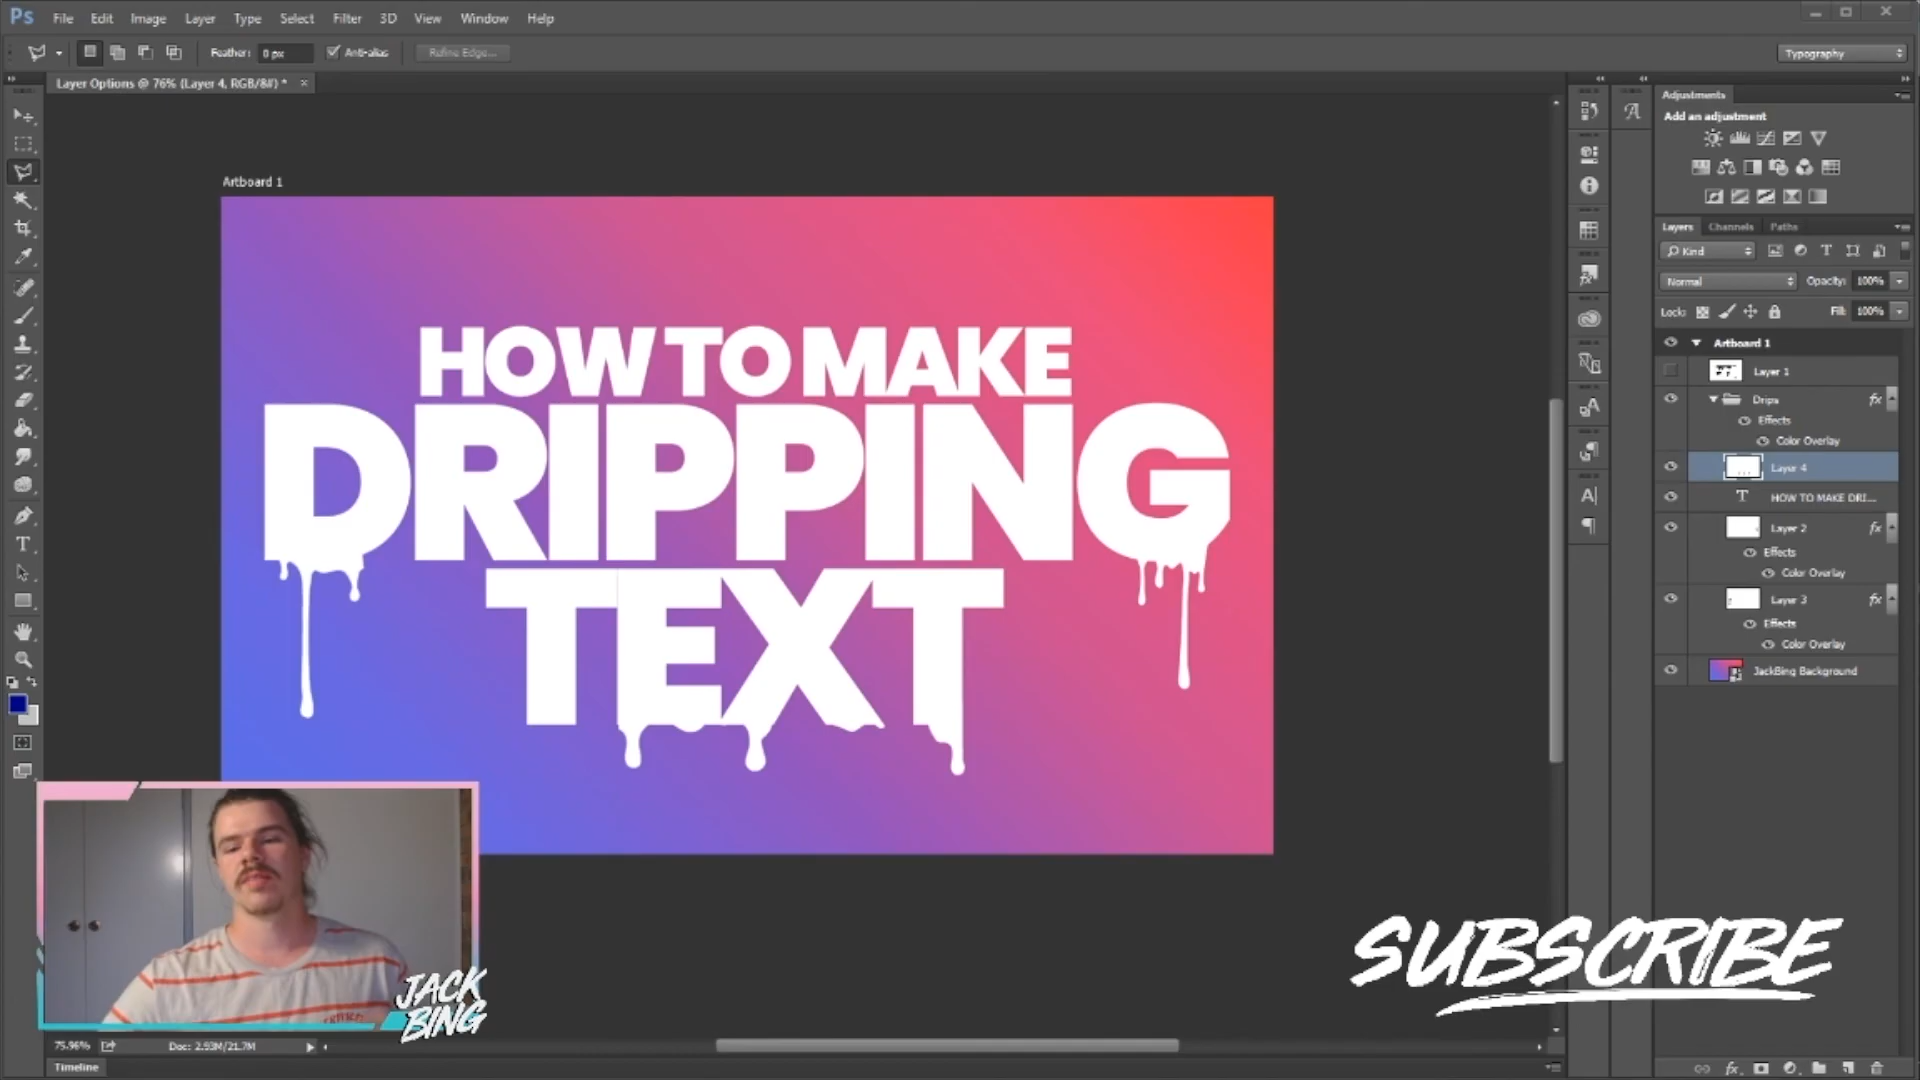 Ps File Edit Image Layer Type Select Filter 3D View Window Help
Feather: 0 px Anti-alias Refine Edge... Typography
Layer Options @ 76% (Layer 4, RGB/8#) * ×
Adjustments
Add an adjustment
Artboard 1
Layers Channels Paths
Kind
Normal Opacity: 100%
Lock: Fill: 100%
Artboard 1
Layer 1
Drips fx
Effects
Color Overlay
Layer 4
T HOW TO MAKE DRI...
Layer 2 fx
Effects
Color Overlay
Layer 3 fx
Effects
Color Overlay
JackBing Background
HOW TO MAKE
DRIPPING
TEXT
JACK
BING
SUBSCRIBE
75.96% Doc: 2.93M/21.7M
Timeline